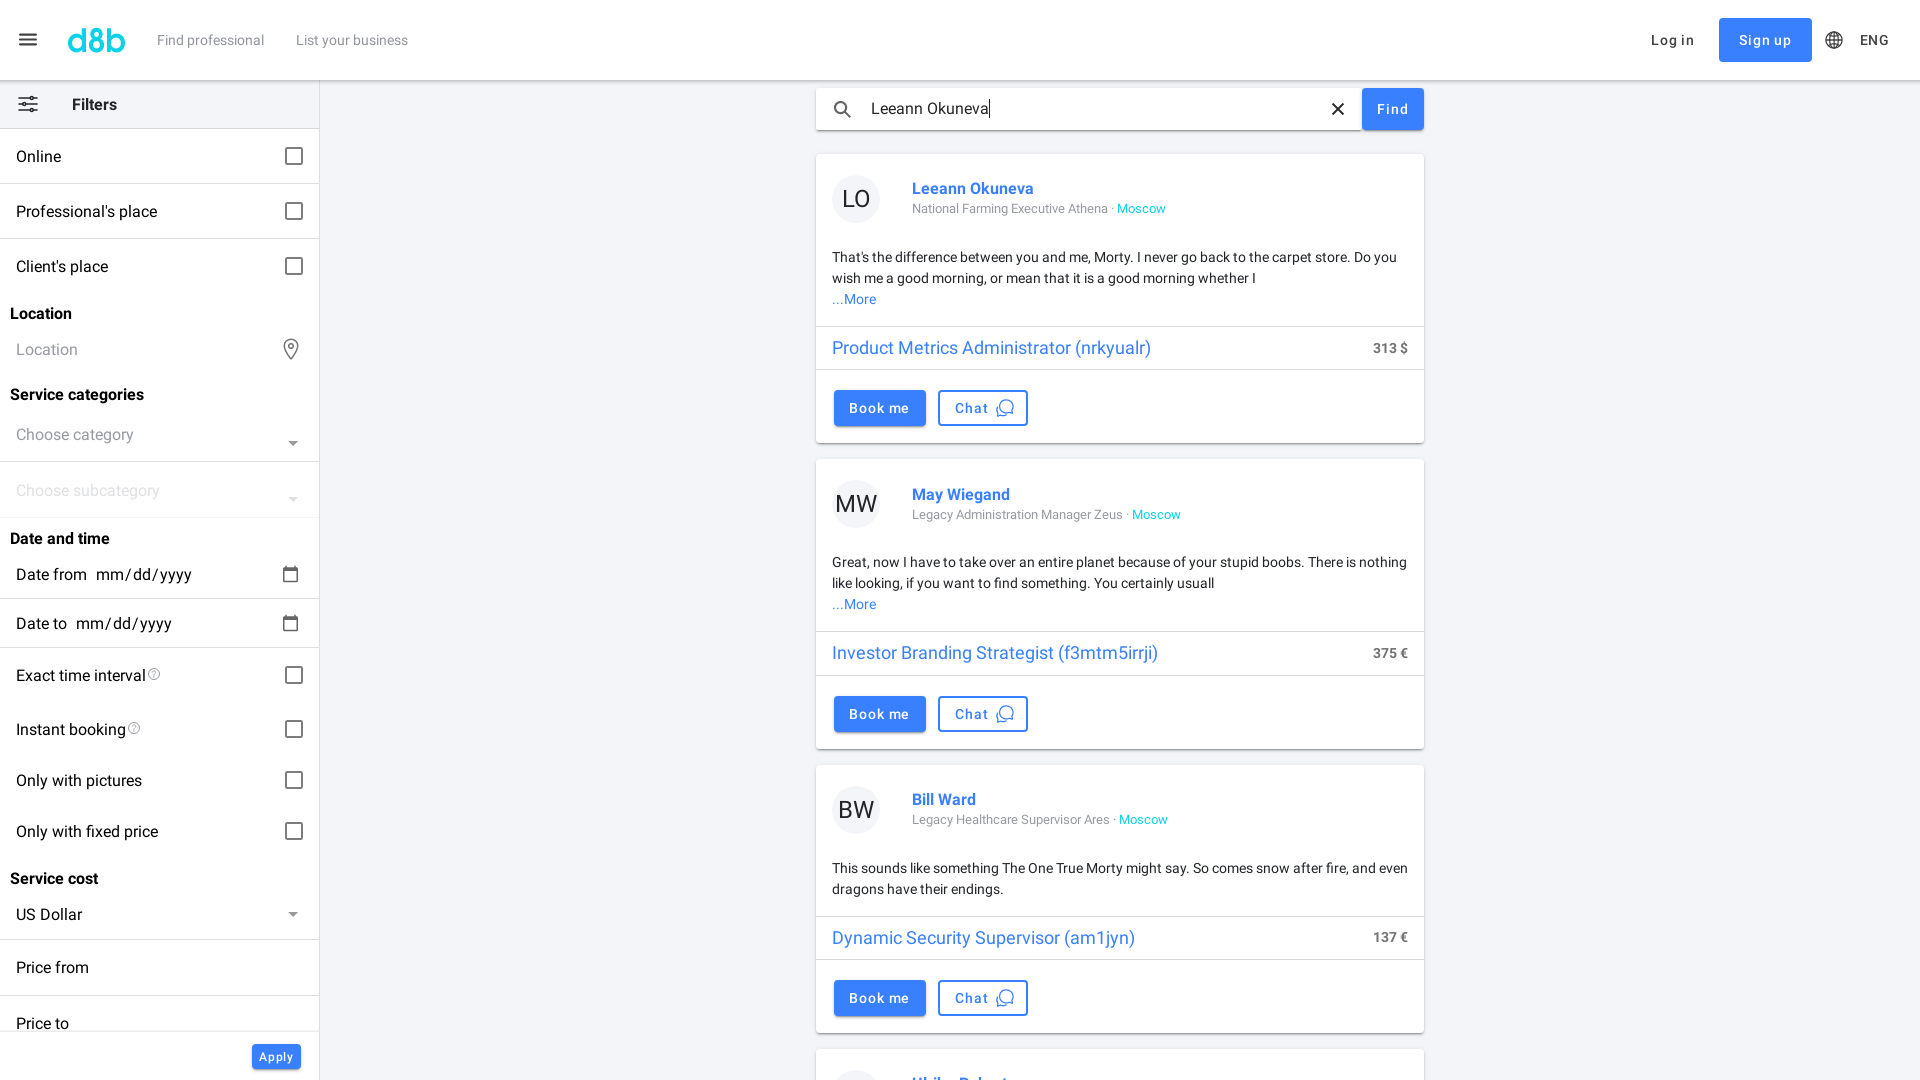 d8b
Find professional
List your business
Log in
Sign up
ENG
Filters
Online
Professional's place
Client's place
Location
Location
Service categories
Choose category
Choose subcategory
Date and time
Date from mm/dd/yyyy
Date to mm/dd/yyyy
Exact time interval
Instant booking
Only with pictures
Only with fixed price
Service cost
US Dollar
Price from
Price to
Apply
Leeann Okuneva
Find
LO
Leeann Okuneva
National Farming Executive Athena · Moscow
That's the difference between you and me, Morty. I never go back to the carpet store. Do you
wish me a good morning, or mean that it is a good morning whether I
...More
Product Metrics Administrator (nrkyualr)
313 $
Book me
Chat
MW
May Wiegand
Legacy Administration Manager Zeus · Moscow
Great, now I have to take over an entire planet because of your stupid boobs. There is nothing
like looking, if you want to find something. You certainly usuall
...More
Investor Branding Strategist (f3mtm5irrji)
375 €
Book me
Chat
BW
Bill Ward
Legacy Healthcare Supervisor Ares · Moscow
This sounds like something The One True Morty might say. So comes snow after fire, and even
dragons have their endings.
Dynamic Security Supervisor (am1jyn)
137 €
Book me
Chat